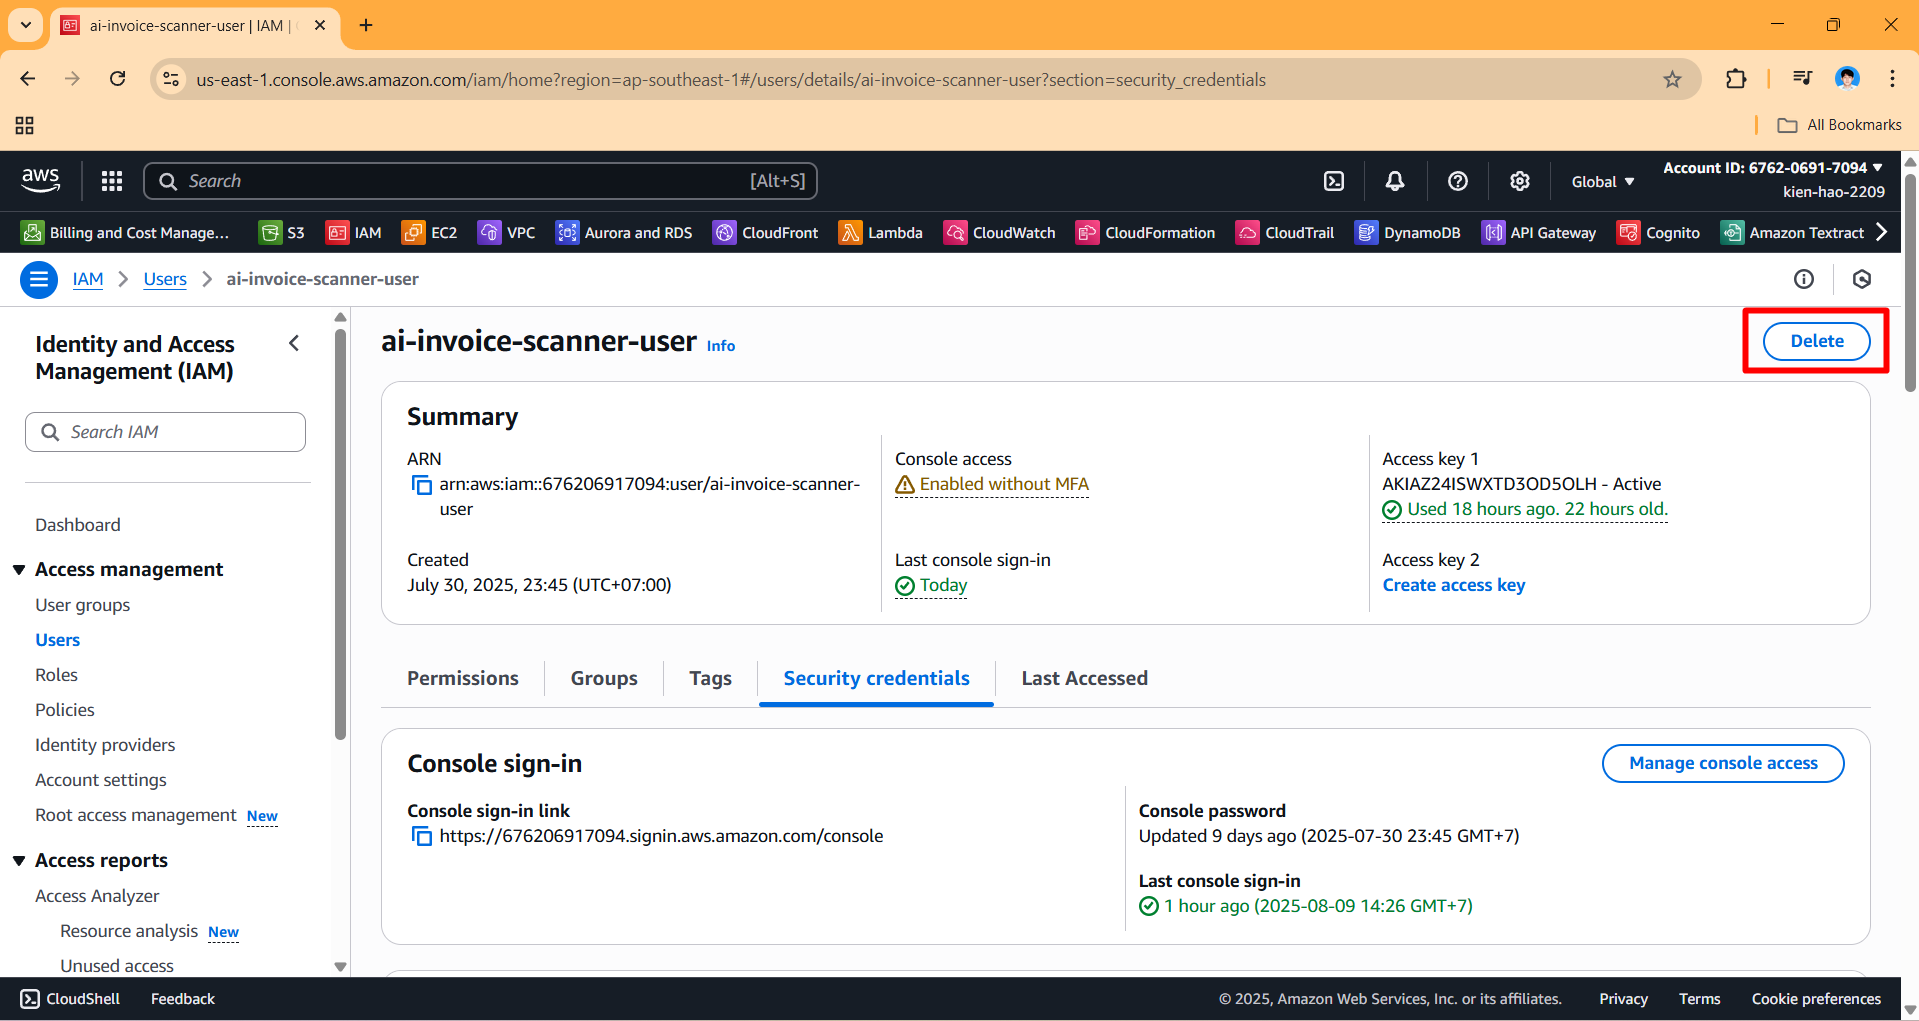 ai-invoice-scanner-user | IAM |
us-east-1.console.aws.amazon.com/iam/home?region=ap-southeast-1#/users/details/ai-invoice-scanner-user?section=security_credentials
All Bookmarks
aws
Search
[Alt+S]
Global
Account ID: 6762-0691-7094
kien-hao-2209
Billing and Cost Manage...
S3
IAM
EC2
VPC
Aurora and RDS
CloudFront
Lambda
CloudWatch
CloudFormation
CloudTrail
DynamoDB
API Gateway
Cognito
Amazon Textract
IAM
Users
ai-invoice-scanner-user
Identity and Access
Management (IAM)
Search IAM
Dashboard
Access management
User groups
Users
Roles
Policies
Identity providers
Account settings
Root access management New
Access reports
Access Analyzer
Resource analysis New
Unused access
ai-invoice-scanner-user Info
Delete
Summary
ARN
arn:aws:iam::676206917094:user/ai-invoice-scanner-
user
Created
July 30, 2025, 23:45 (UTC+07:00)
Console access
Enabled without MFA
Last console sign-in
Today
Access key 1
AKIAZ24ISWXTD3OD5OLH - Active
Used 18 hours ago. 22 hours old.
Access key 2
Create access key
Permissions
Groups
Tags
Security credentials
Last Accessed
Console sign-in
Manage console access
Console sign-in link
https://676206917094.signin.aws.amazon.com/console
Console password
Updated 9 days ago (2025-07-30 23:45 GMT+7)
Last console sign-in
1 hour ago (2025-08-09 14:26 GMT+7)
CloudShell
Feedback
© 2025, Amazon Web Services, Inc. or its affiliates.
Privacy
Terms
Cookie preferences